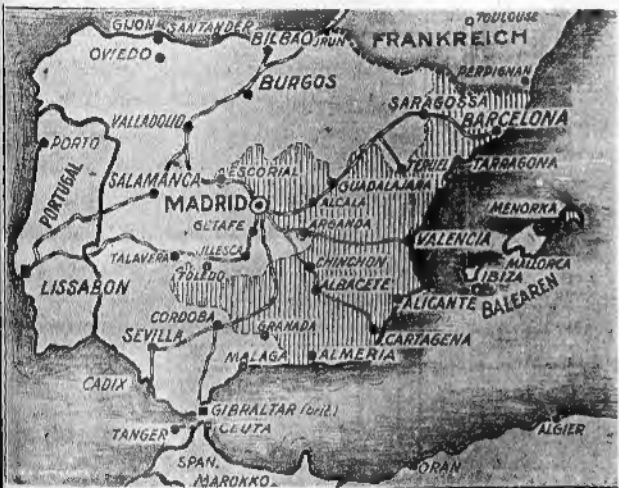 TOULOUSE
GIJON SANTANDER
BILBAO IRUN
FRANKREICH
OVIEDO
PERPIGNAN
BURGOS
SARAGOSSA
BARCELONA
VALLADOLID
PORTO
ESCORIAL
TERUEL
TARRAGONA
SALAMANCA
GUADALAJARA
PORTUGAL
MADRID
ALCALA
MENORKA
GETAFE
ARGANDA
VALENCIA
TALAVERA
ILLESCA
MALLORCA
TOLEDO
CHINCHON
IBIZA
LISSABON
ALBACETE
ALICANTE
BALEAREN
CORDOBA
SEVILLA
GRANADA
CARTAGENA
MALAGA
ALMERIA
CADIX
GIBRALTAR (brit.)
TANGER
CEUTA
ALGIER
SPAN.
MAROKKO
ORAN